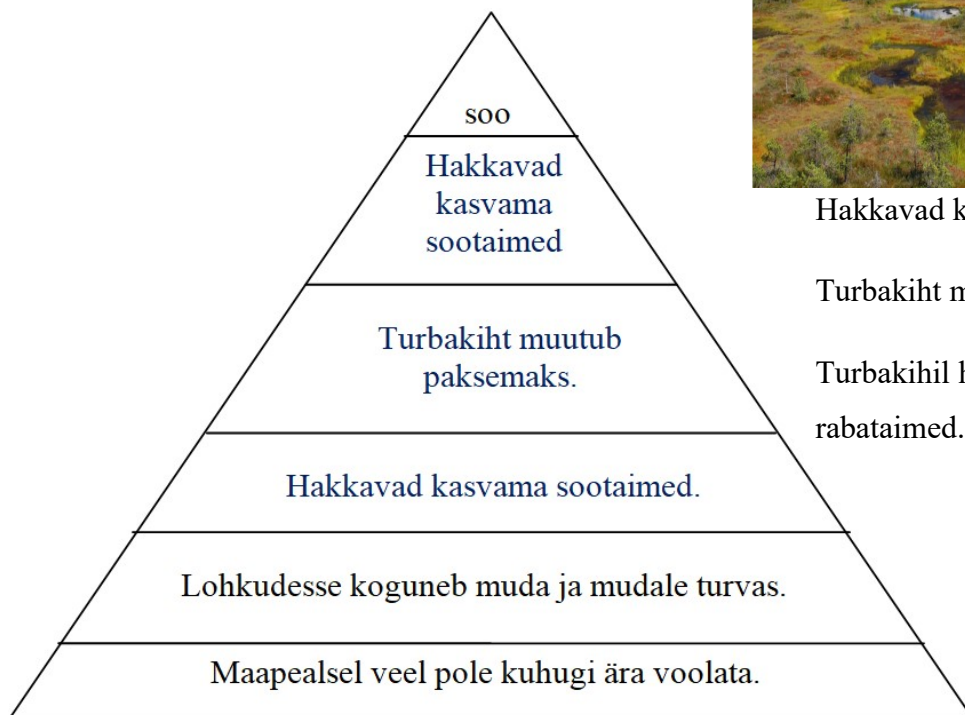 soo
Hakkavad
kasvama
sootaimed
Turbakiht muutub
paksemaks.
Hakkavad kasvama sootaimed.
Lohkudesse koguneb muda ja mudale turvas.
Maapealsel veel pole kuhugi ära voolata.
Hakkavad
Turbakiht
Turbakihil
rabataimed.